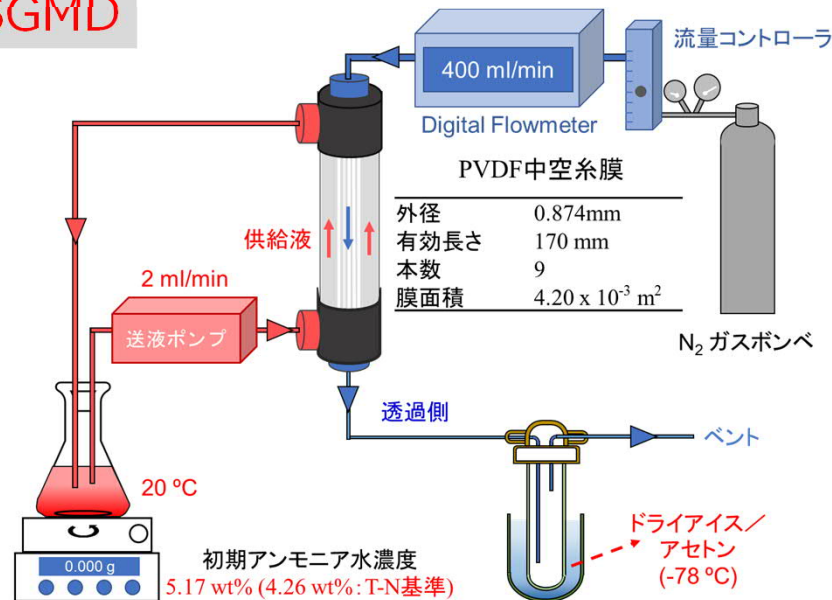 SGMD
流量コントローラ
400 ml/min
Digital Flowmeter
PVDF中空糸膜
外径 0.874mm
有効長さ 170 mm
本数 9
膜面積 4.20 x 10⁻³ m²
供給液
2 ml/min
送液ポンプ
N₂ ガスボンベ
透過側
ベント
20 ºC
ドライアイス／
アセトン
(-78 ºC)
0.000 g
初期アンモニア水濃度
5.17 wt% (4.26 wt%：T-N基準)